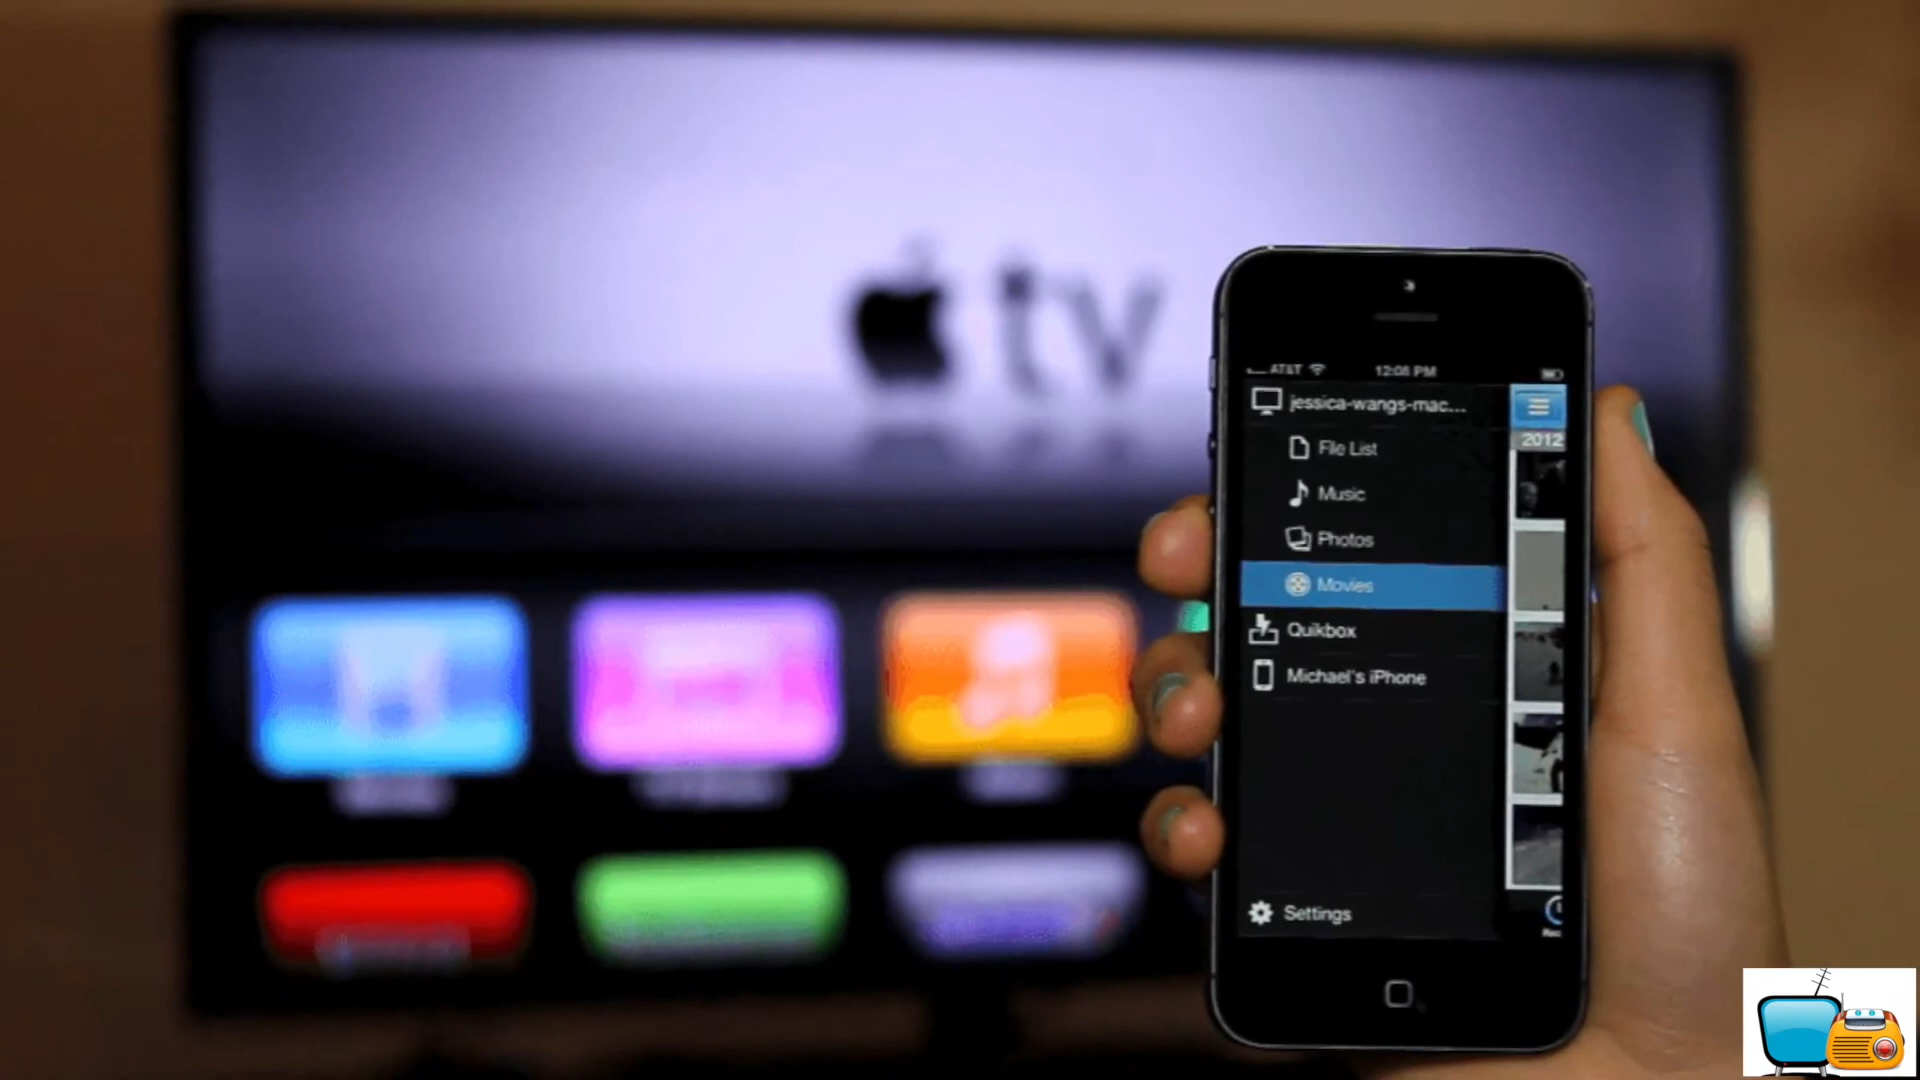 tv
AT&T 12:08 PM
jessica-wangs-mac...
2012
File List
Music
Photos
Movies
Quikbox
Michael's iPhone
Settings